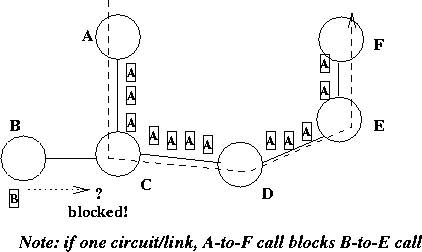 A
F
A
A
A
A
A
A
A
A
A
A
A
A
B
E
C
D
B
?
blocked!
Note: if one circuit/link, A-to-F call blocks B-to-E call